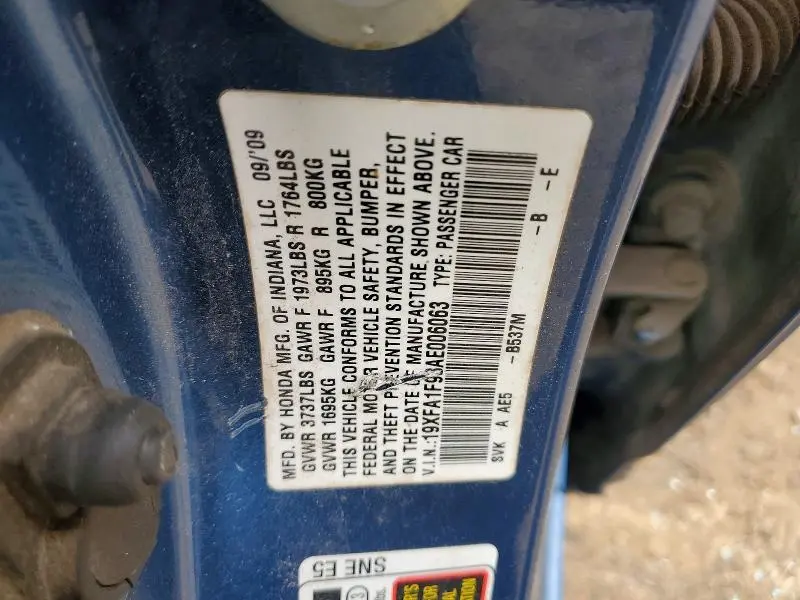 MFD. BY HONDA MFG. OF INDIANA, LLC 09/'09
GVWR 3737LBS GAWR F 1973LBS R 1764LBS
GVWR 1695KG GAWR F 895KG R 800KG
THIS VEHICLE CONFORMS TO ALL APPLICABLE
FEDERAL MOTOR VEHICLE SAFETY, BUMPER,
AND THEFT PREVENTION STANDARDS IN EFFECT
ON THE DATE OF MANUFACTURE SHOWN ABOVE.
V.I.N.: TYPE: PASSENGER CAR
SVK A AE5 - B537M - B - E
SNE E5